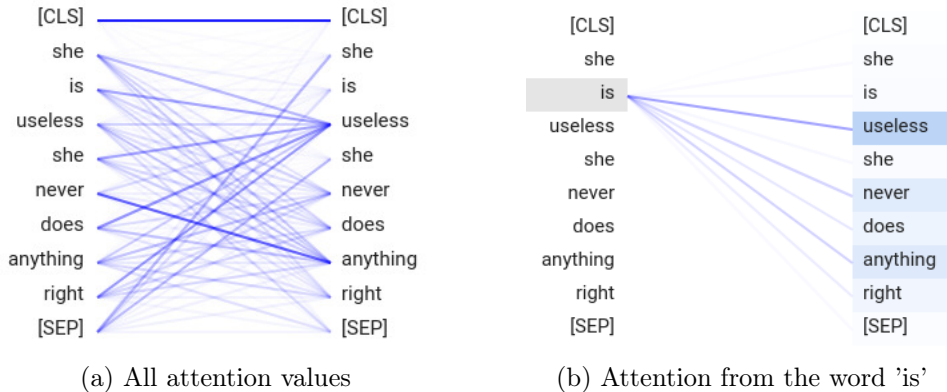 [CLS] [CLS]
she she
is is
useless useless
she she
never never
does does
anything anything
right right
[SEP] [SEP]
(a) All attention values
[CLS] [CLS]
she she
is is
useless useless
she she
never never
does does
anything anything
right right
[SEP] [SEP]
(b) Attention from the word 'is'